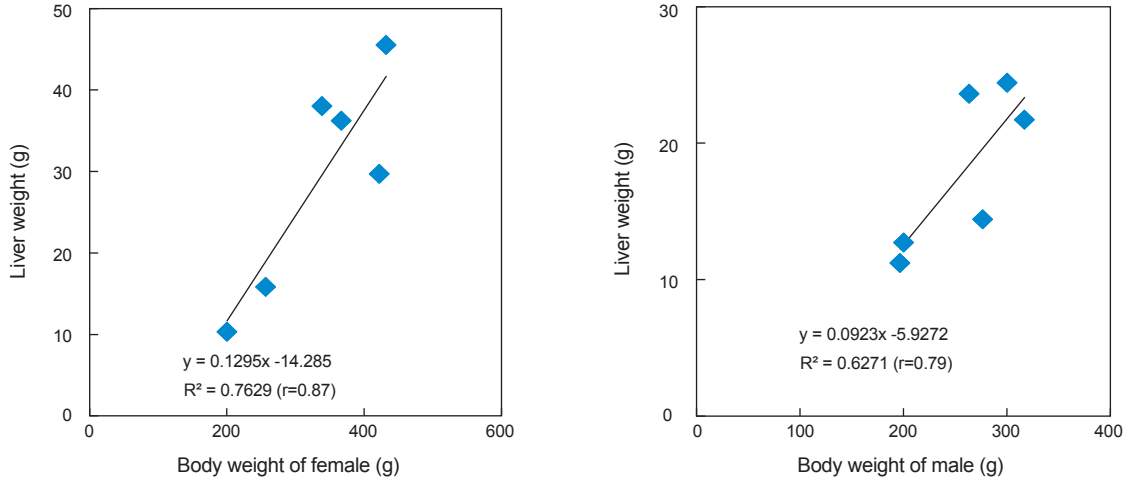 50
40
30
20
10
0
Liver weight (g)
y = 0.1295x -14.285
R² = 0.7629 (r=0.87)
0
200
400
600
Body weight of female (g)
30
20
10
0
Liver weight (g)
y = 0.0923x -5.9272
R² = 0.6271 (r=0.79)
0
100
200
300
400
Body weight of male (g)